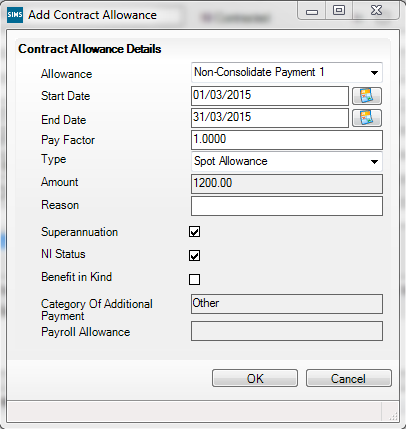 SIMS Add Contract Allowance
Contract Allowance Details
Allowance Non-Consolidate Payment 1
Start Date 01/03/2015
End Date 31/03/2015
Pay Factor 1.0000
Type Spot Allowance
Amount 1200.00
Reason
Superannuation
NI Status
Benefit in Kind
Category Of Additional Other
Payment
Payroll Allowance
OK Cancel